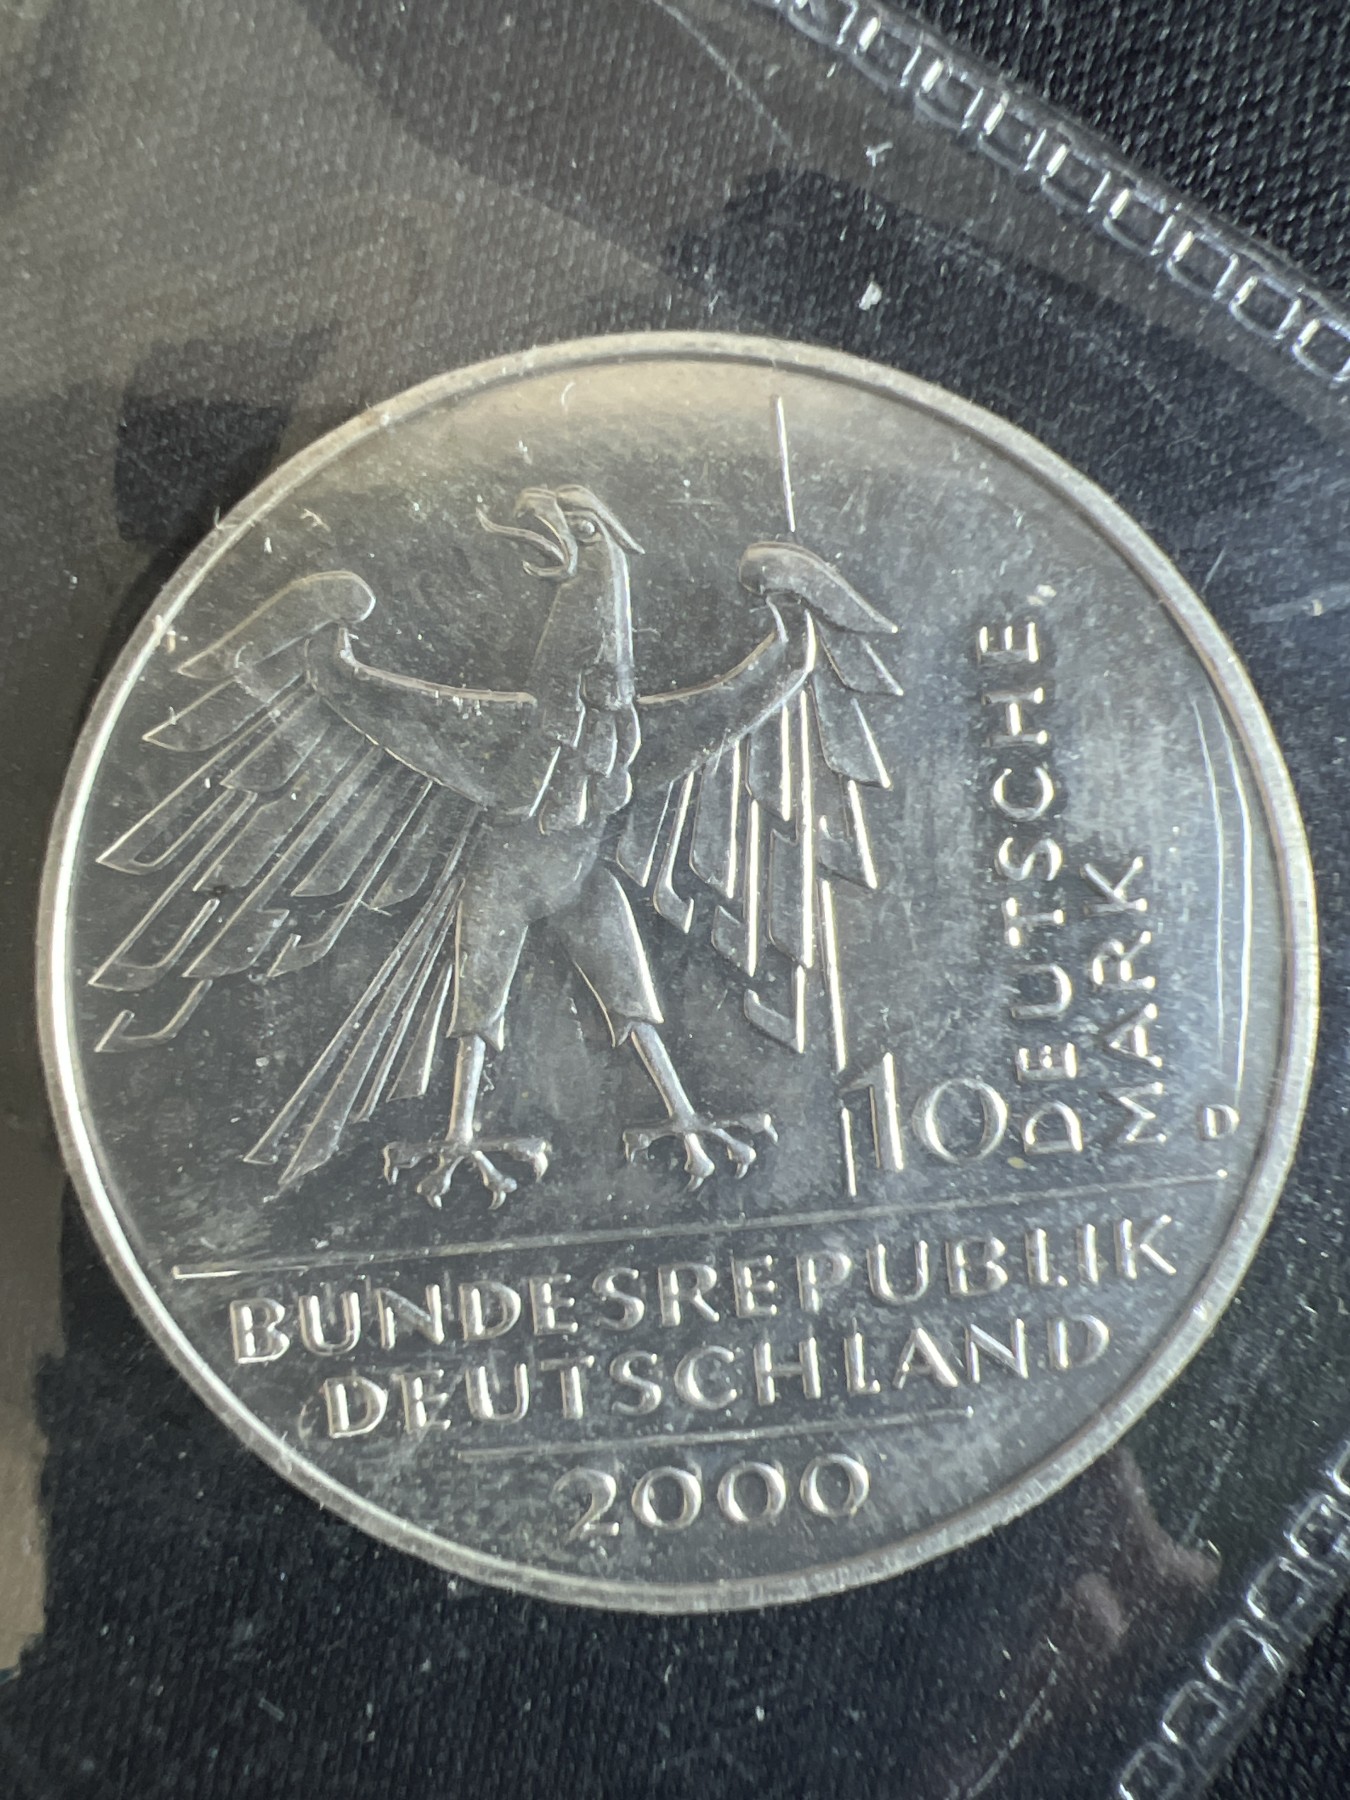 10
DEUTSCHE
MARK
D
BUNDESREPUBLIK
DEUTSCHLAND
2000